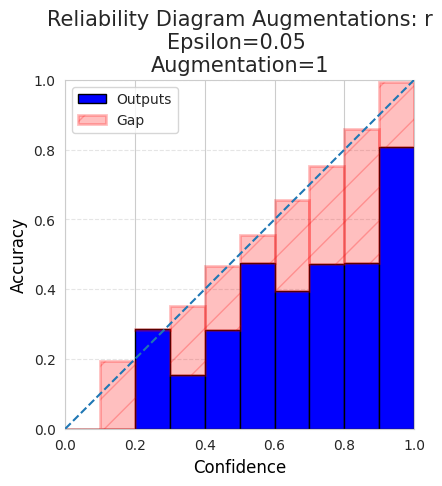 Reliability Diagram Augmentations: r
Epsilon=0.05
Augmentation=1
Outputs
Gap
Accuracy
1.0
0.8
0.6
0.4
0.2
0.0
0.0 0.2 0.4 0.6 0.8 1.0
Confidence